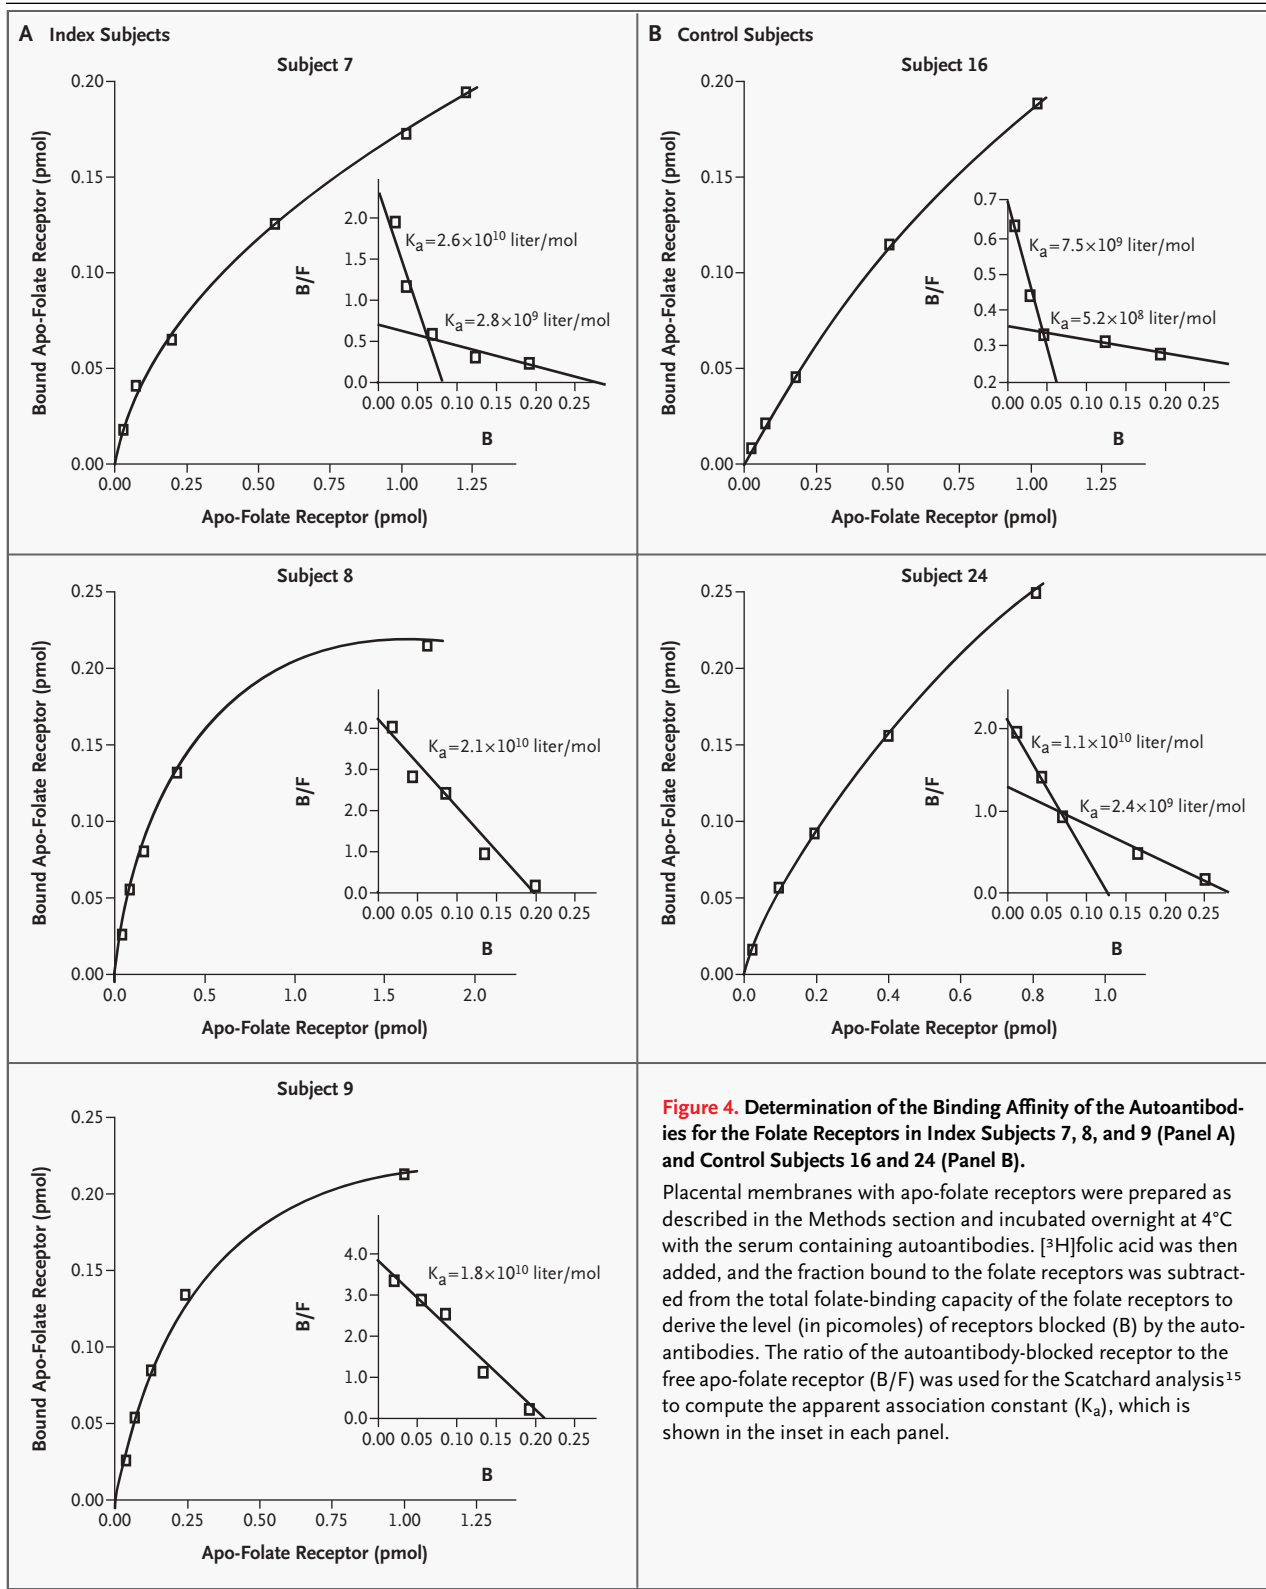 A Index Subjects
Subject 7
Bound Apo-Folate Receptor (pmol)
0.20
0.15
0.10
0.05
0.00
0.00 0.25 0.50 0.75 1.00 1.25
Apo-Folate Receptor (pmol)
B/F
2.0
1.5
1.0
0.5
0.0
Ka=2.6×10¹⁰ liter/mol
Ka=2.8×10⁹ liter/mol
0.00 0.05 0.10 0.15 0.20 0.25
B
Subject 8
Bound Apo-Folate Receptor (pmol)
0.25
0.20
0.15
0.10
0.05
0.00
0.0 0.5 1.0 1.5 2.0
Apo-Folate Receptor (pmol)
B/F
4.0
3.0
2.0
1.0
0.0
Ka=2.1×10¹⁰ liter/mol
0.00 0.05 0.10 0.15 0.20 0.25
B
Subject 9
Bound Apo-Folate Receptor (pmol)
0.25
0.20
0.15
0.10
0.05
0.00
0.00 0.25 0.50 0.75 1.00 1.25
Apo-Folate Receptor (pmol)
B/F
4.0
3.0
2.0
1.0
0.0
Ka=1.8×10¹⁰ liter/mol
0.00 0.05 0.10 0.15 0.20 0.25
B
B Control Subjects
Subject 16
Bound Apo-Folate Receptor (pmol)
0.20
0.15
0.10
0.05
0.00
0.00 0.25 0.50 0.75 1.00 1.25
Apo-Folate Receptor (pmol)
B/F
0.7
0.6
0.5
0.4
0.3
0.2
Ka=7.5×10⁹ liter/mol
Ka=5.2×10⁸ liter/mol
0.00 0.05 0.10 0.15 0.20 0.25
B
Subject 24
Bound Apo-Folate Receptor (pmol)
0.25
0.20
0.15
0.10
0.05
0.00
0.0 0.2 0.4 0.6 0.8 1.0
Apo-Folate Receptor (pmol)
B/F
2.0
1.0
0.0
Ka=1.1×10¹⁰ liter/mol
Ka=2.4×10⁹ liter/mol
0.00 0.05 0.10 0.15 0.20 0.25
B
Figure 4. Determination of the Binding Affinity of the Autoantibod-
ies for the Folate Receptors in Index Subjects 7, 8, and 9 (Panel A)
and Control Subjects 16 and 24 (Panel B).
Placental membranes with apo-folate receptors were prepared as
described in the Methods section and incubated overnight at 4°C
with the serum containing autoantibodies. [³H]folic acid was then
added, and the fraction bound to the folate receptors was subtract-
ed from the total folate-binding capacity of the folate receptors to
derive the level (in picomoles) of receptors blocked (B) by the auto-
antibodies. The ratio of the autoantibody-blocked receptor to the
free apo-folate receptor (B/F) was used for the Scatchard analysis¹⁵
to compute the apparent association constant (Ka), which is
shown in the inset in each panel.